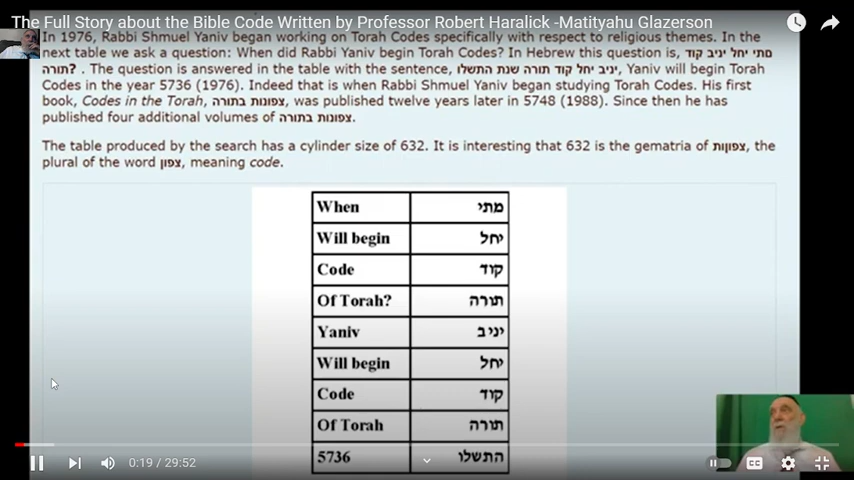 The Full Story about the Bible Code Written by Professor Robert Haralick -Matityahu Glazerson
In 1976, Rabbi Shmuel Yaniv began working on Torah Codes specifically with respect to religious themes. In the
next table we ask a question: When did Rabbi Yaniv begin Torah Codes? In Hebrew this question is, מתי יחל יניב קוד
תורה? . The question is answered in the table with the sentence, יניב יחל קוד תורה שנת התשלו, Yaniv will begin Torah
Codes in the year 5736 (1976). Indeed that is when Rabbi Shmuel Yaniv began studying Torah Codes. His first
book, Codes in the Torah, צפונות בתורה, was published twelve years later in 5748 (1988). Since then he has
published four additional volumes of צפונות בתורה.
The table produced by the search has a cylinder size of 632. It is interesting that 632 is the gematria of צפוןות, the
plural of the word צפון, meaning code.
When מתי
Will begin יחל
Code קוד
Of Torah? תורה
Yaniv יניב
Will begin יחל
Code קוד
Of Torah תורה
5736 התשלו
0:19 / 29:52
CC